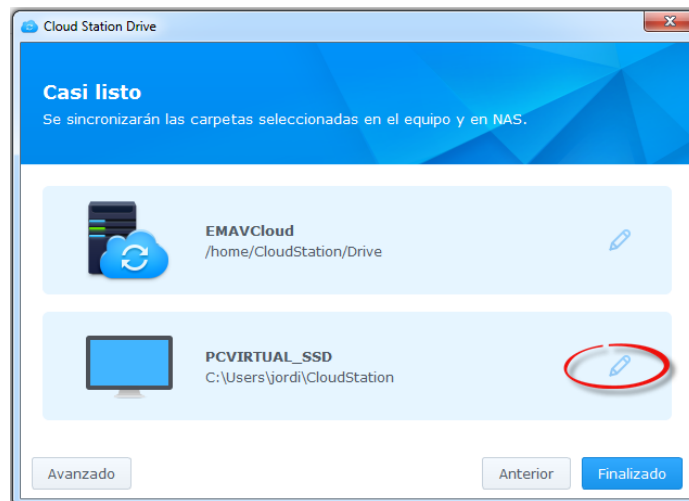 Cloud Station Drive
Casi listo
Se sincronizarán las carpetas seleccionadas en el equipo y en NAS.
EMAVCloud
/home/CloudStation/Drive
PCVIRTUAL_SSD
C:\Users\jordi\CloudStation
Avanzado
Anterior
Finalizado